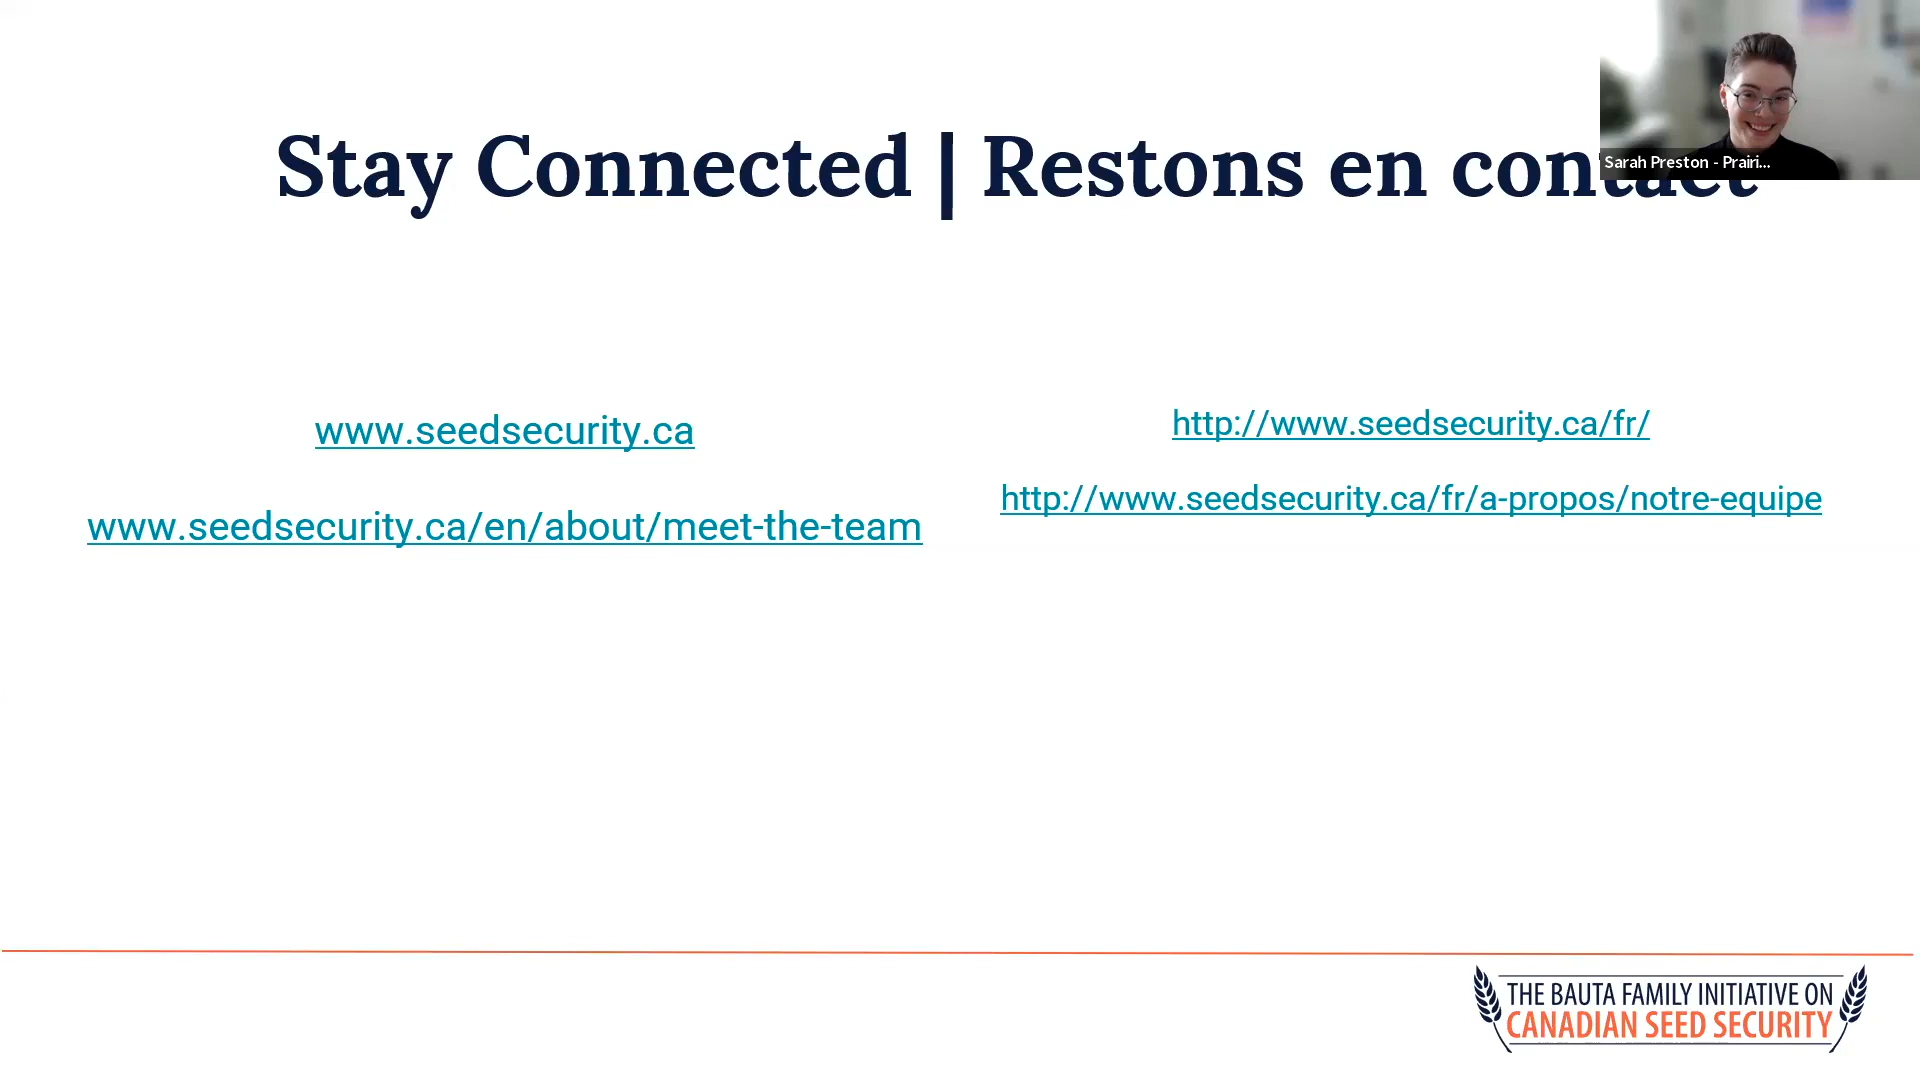 Stay Connected | Restons en contact
Sarah Preston - Prairi...
www.seedsecurity.ca
www.seedsecurity.ca/en/about/meet-the-team
http://www.seedsecurity.ca/fr/
http://www.seedsecurity.ca/fr/a-propos/notre-equipe
THE BAUTA FAMILY INITIATIVE ON
CANADIAN SEED SECURITY